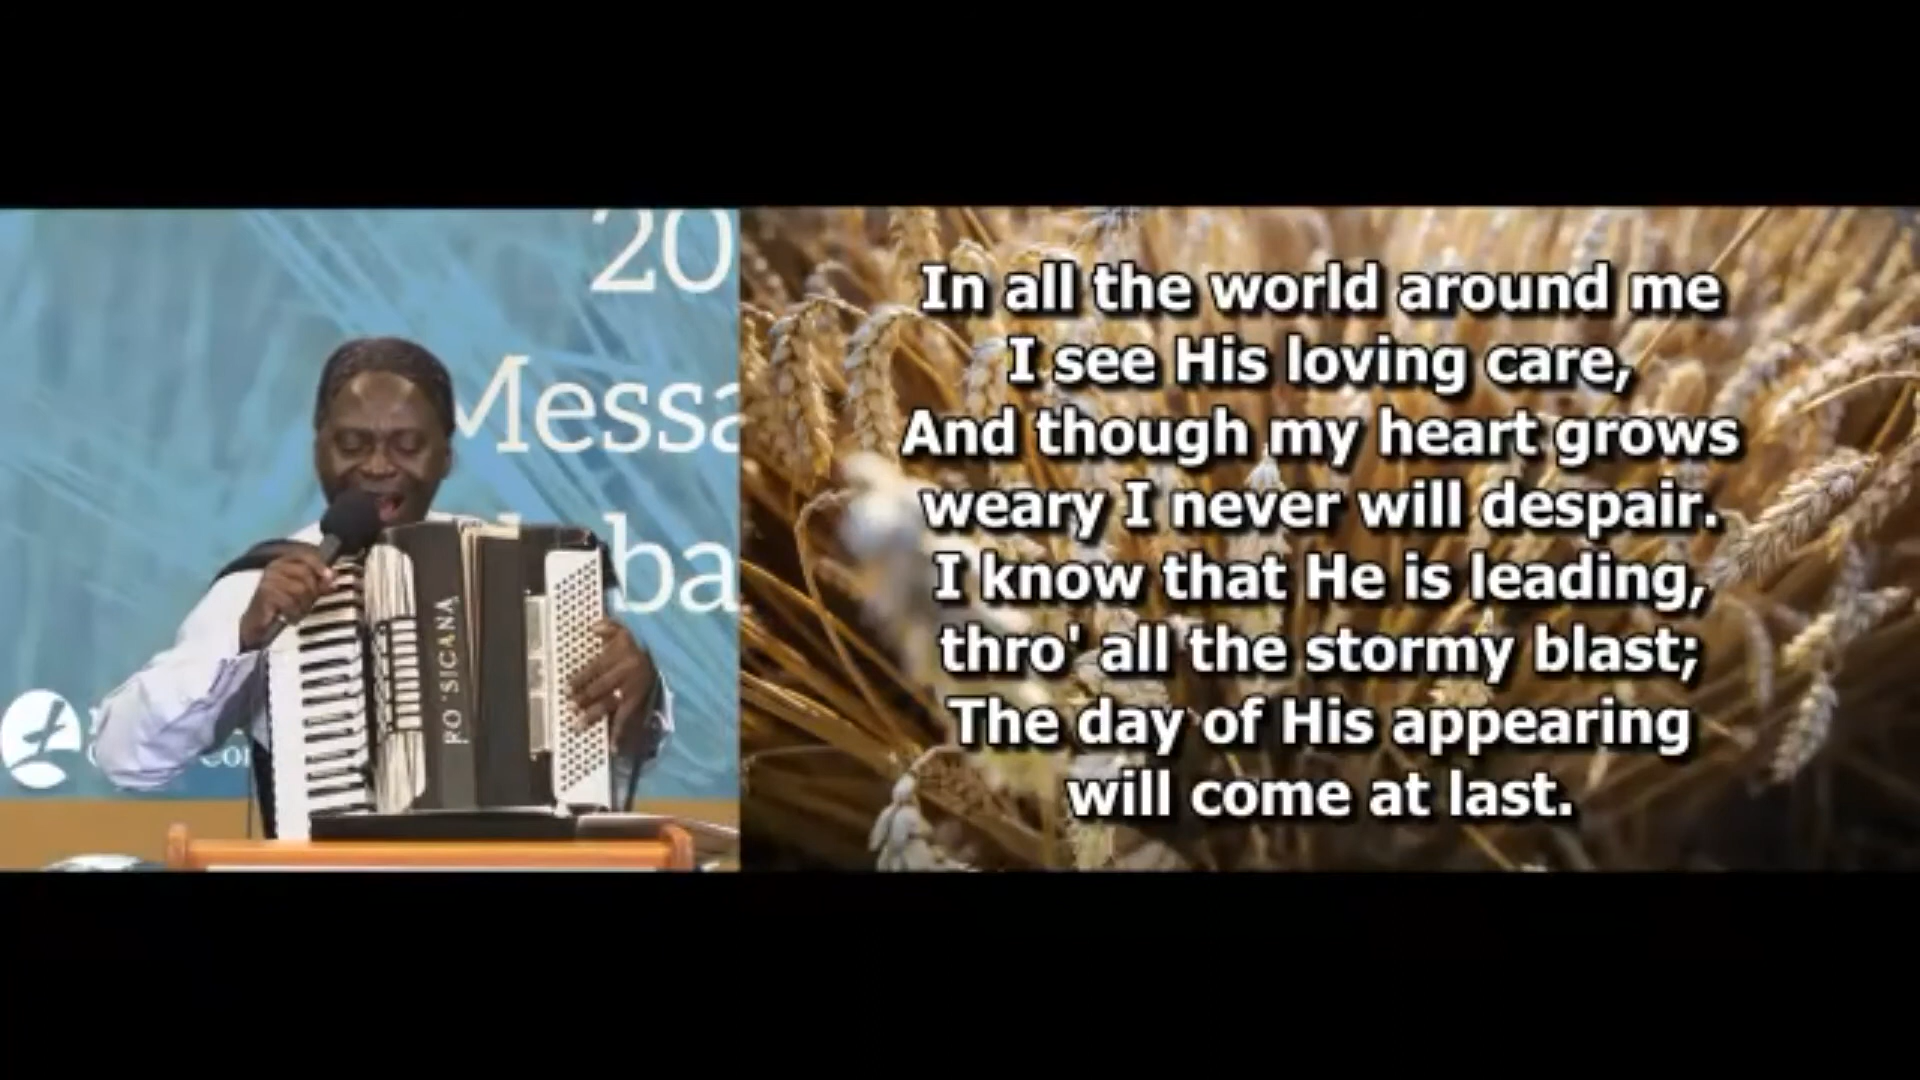 20
Messa
ba
In all the world around me
I see His loving care,
And though my heart grows
weary I never will despair.
I know that He is leading,
thro' all the stormy blast;
The day of His appearing
will come at last.